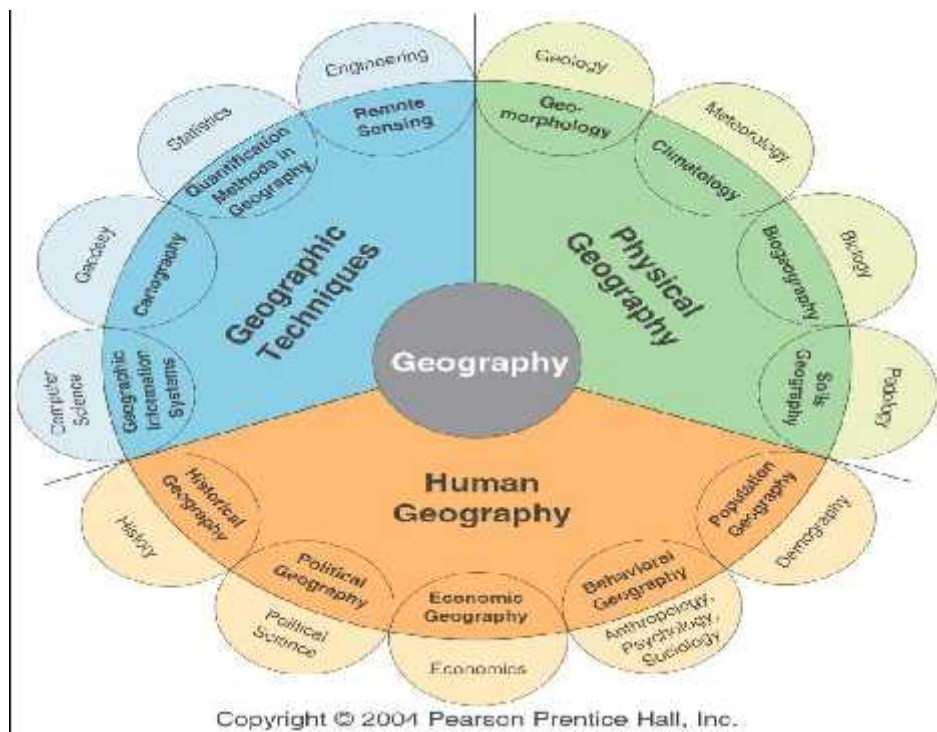 Engineering
Remote
Sensing
Statistics
Quantification
Methods in
Geography
Geodesy
Cartography
Computer
Science
Geographic
Information
Systems
Geographic
Techniques
Geology
Geo-
morphology
Meteorology
Climatology
Biology
Biogeography
Podology
Soils
Geography
Physical
Geography
Geography
Human
Geography
Historical
Geography
History
Political
Geography
Political
Science
Economic
Geography
Economics
Behavioral
Geography
Anthropology,
Psychology,
Sociology
Population
Geography
Demography
Copyright © 2004 Pearson Prentice Hall, Inc.